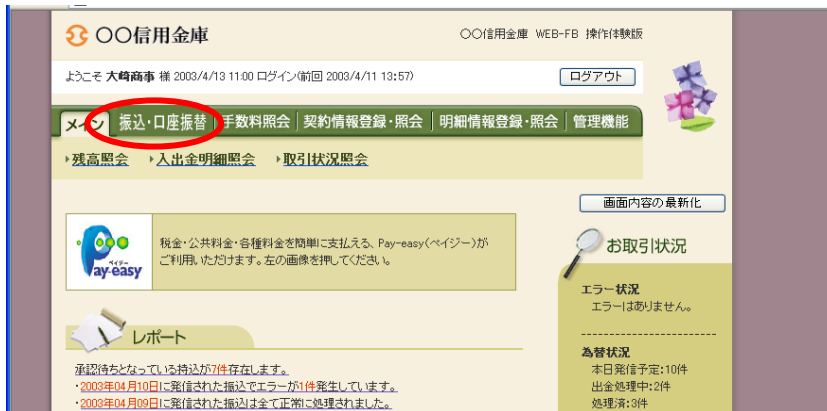 〇〇信用金庫
〇〇信用金庫 WEB-FB 操作体験版
ようこそ 大崎商事 様 2003/4/13 11:00 ログイン(前回 2003/4/11 13:57)
ログアウト
メイン 振込・口座振替 手数料照会 契約情報登録・照会 明細情報登録・照会 管理機能
残高照会 入出金明細照会 取引状況照会
画面内容の最新化
ペイジー
Pay-easy
税金・公共料金・各種料金を簡単に支払える、Pay-easy(ペイジー)が
ご利用いただけます。左の画像を押してください。
お取引状況
エラー状況
エラーはありません。
レポート
為替状況
本日発信予定:10件
出金処理中:2件
処理済:3件
承認待ちとなっている持込が7件存在します。
・2003年04月10日に発信された振込でエラーが1件発生しています。
・2003年04月09日に発信された振込は全て正常に処理されました。